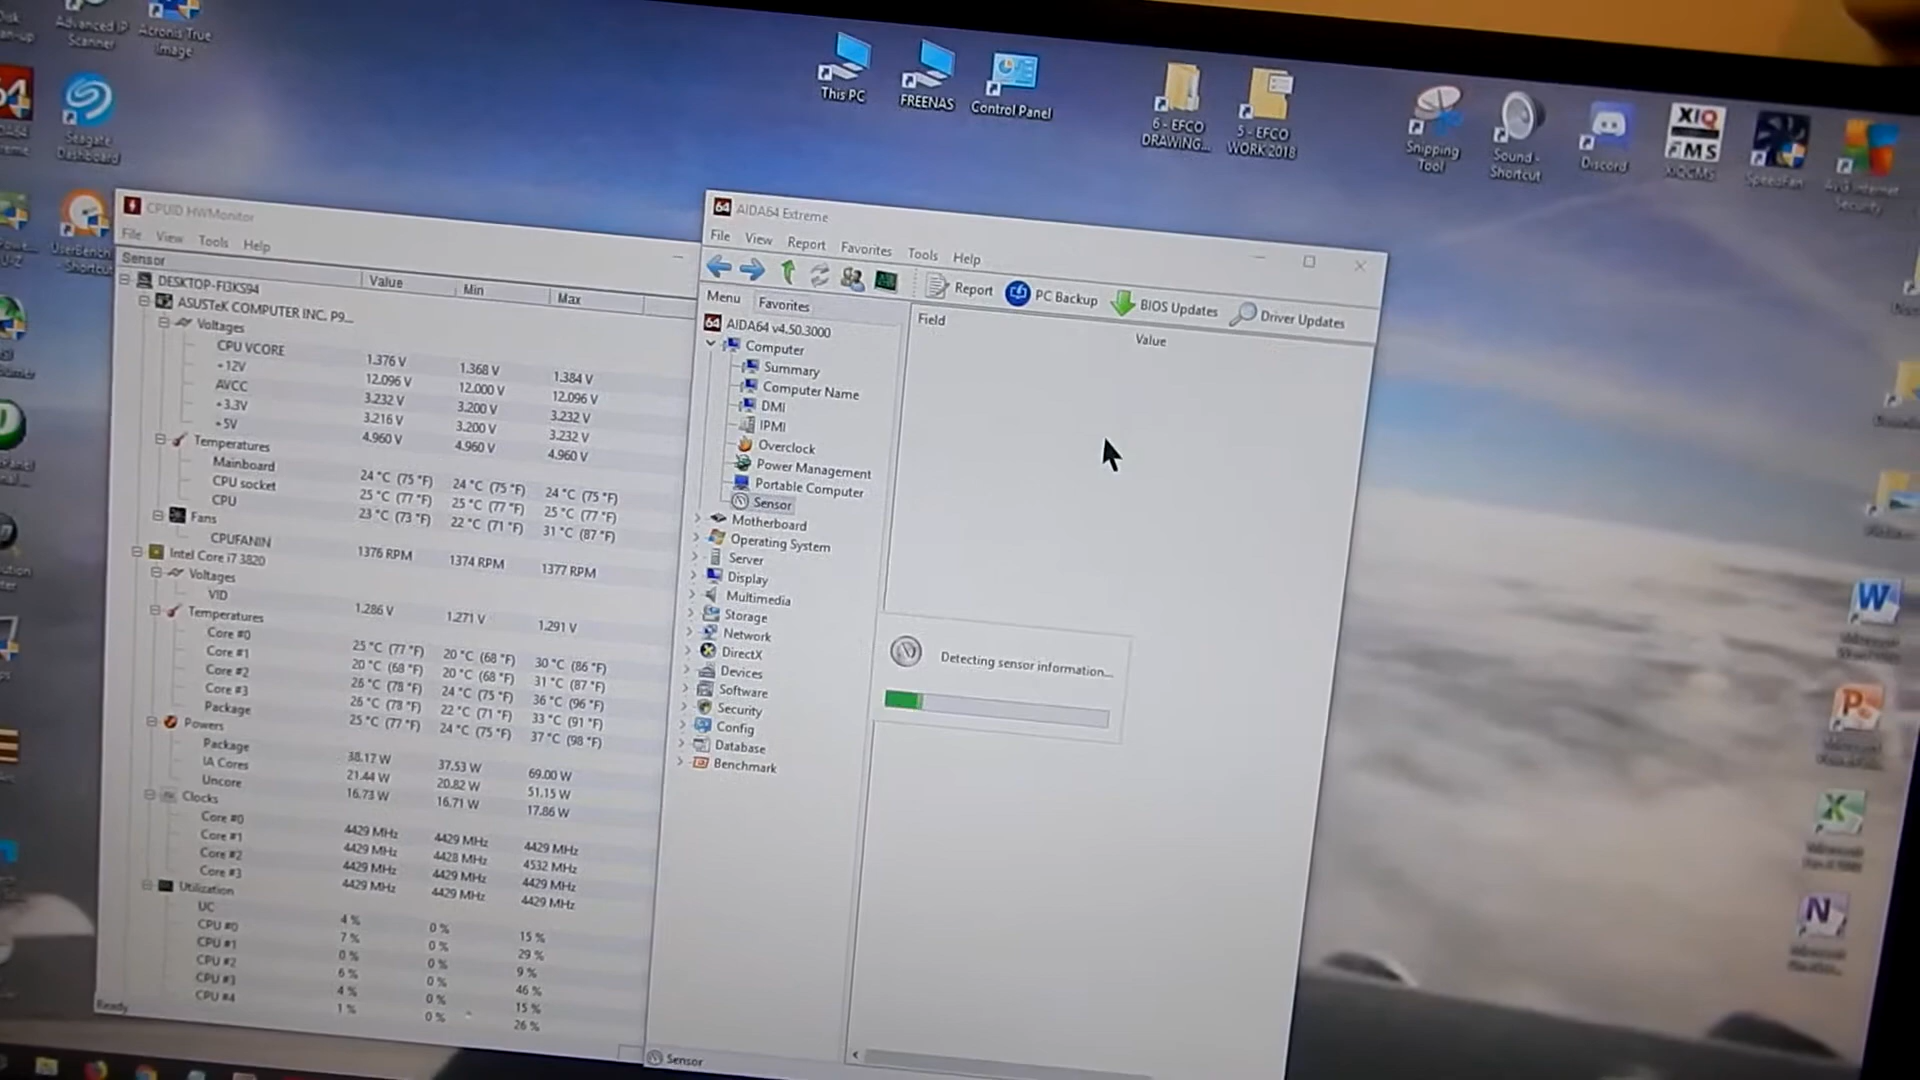 Advanced IP
Scanner
Acronis True
Image
Seagate
Dashboard
This PC
FREENAS
Control Panel
6 - EFCO
DRAWING...
5 - EFCO
WORK 2018
Snipping
Tool
Sound -
Shortcut
Discord
XIQ
CMS
XIQCMS
SpeedFan
Security
UserBench...
Shortcut
CPUID HWMonitor
File View Tools Help
Sensor Value Min Max
DESKTOP-FI3KS94
ASUSTeK COMPUTER INC. P9...
Voltages
CPU VCORE 1.376 V 1.368 V 1.384 V
+12V 12.096 V 12.000 V 12.096 V
AVCC 3.232 V 3.200 V 3.232 V
+3.3V 3.216 V 3.200 V 3.232 V
+5V 4.960 V 4.960 V 4.960 V
Temperatures
Mainboard 24 °C (75 °F) 24 °C (75 °F) 24 °C (75 °F)
CPU socket 25 °C (77 °F) 25 °C (77 °F) 25 °C (77 °F)
CPU 23 °C (73 °F) 22 °C (71 °F) 31 °C (87 °F)
Fans
CPUFANIN 1376 RPM 1374 RPM 1377 RPM
Intel Core i7 3820
Voltages
VID 1.286 V 1.271 V 1.291 V
Temperatures
Core #0 25 °C (77 °F) 20 °C (68 °F) 30 °C (86 °F)
Core #1 20 °C (68 °F) 20 °C (68 °F) 31 °C (87 °F)
Core #2 26 °C (78 °F) 24 °C (75 °F) 36 °C (96 °F)
Core #3 26 °C (78 °F) 22 °C (71 °F) 33 °C (91 °F)
Package 25 °C (77 °F) 24 °C (75 °F) 37 °C (98 °F)
Powers
Package 38.17 W 37.53 W 69.00 W
IA Cores 21.44 W 20.82 W 51.15 W
Uncore 16.73 W 16.71 W 17.86 W
Clocks
Core #0 4429 MHz 4429 MHz 4429 MHz
Core #1 4429 MHz 4428 MHz 4532 MHz
Core #2 4429 MHz 4429 MHz 4429 MHz
Core #3 4429 MHz 4429 MHz 4429 MHz
Utilization
UC 4 % 0 % 15 %
CPU #0 7 % 0 % 29 %
CPU #1 0 % 0 % 9 %
CPU #2 6 % 0 % 46 %
CPU #3 4 % 0 % 15 %
CPU #4 1 % 0 % 26 %
Ready
64 AIDA64 Extreme
File View Report Favorites Tools Help
Report PC Backup BIOS Updates Driver Updates
Menu Favorites
Field Value
64 AIDA64 v4.50.3000
Computer
Summary
Computer Name
DMI
IPMI
Overclock
Power Management
Portable Computer
Sensor
Motherboard
Operating System
Server
Display
Multimedia
Storage
Network
DirectX
Devices
Software
Security
Config
Database
Benchmark
Detecting sensor information...
Sensor